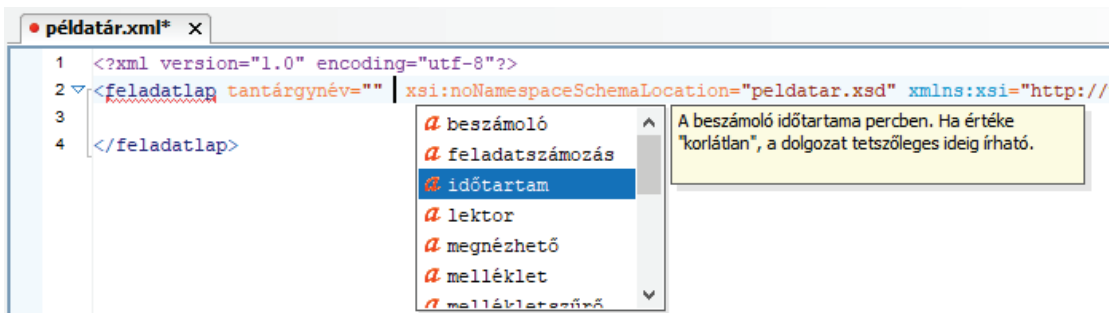 példatár.xml* X
1 <?xml version="1.0" encoding="utf-8"?>
2 <feladatlap tantárgynév="" xsi:noNamespaceSchemaLocation="peldatar.xsd" xmlns:xsi="http://
3
4 </feladatlap>
a beszámoló
a feladatszámozás
a időtartam
a lektor
a megnézhető
a melléklet
a mellékletszűrő
A beszámoló időtartama percben. Ha értéke
"korlátlan", a dolgozat tetszőleges ideig írható.